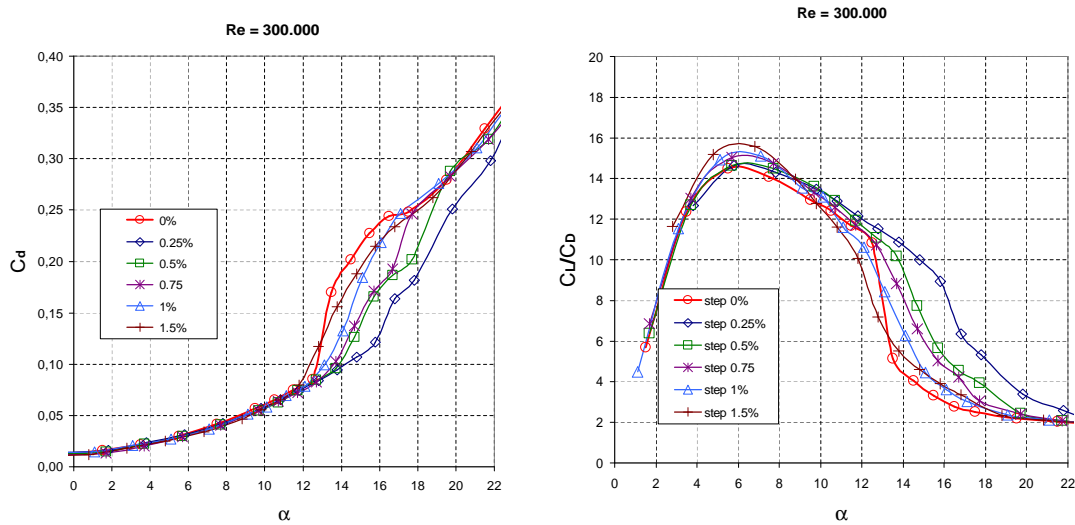 Re = 300.000
0,40
0,35
0,30
0,25
0,20
0,15
0,10
0,05
0,00
Cd
0%
0.25%
0.5%
0.75
1%
1.5%
0 2 4 6 8 10 12 14 16 18 20 22
α
Re = 300.000
20
18
16
14
12
10
8
6
4
2
0
CL/CD
step 0%
step 0.25%
step 0.5%
step 0.75
step 1%
step 1.5%
0 2 4 6 8 10 12 14 16 18 20 22
α